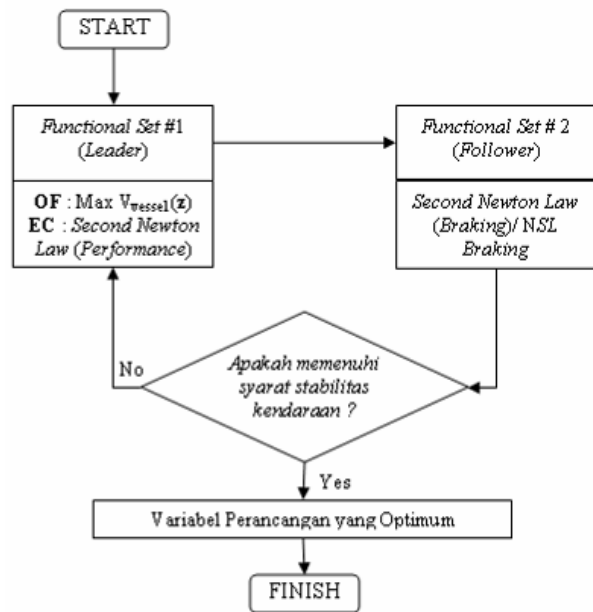 START
Functional Set #1
(Leader)
OF : Max Vvessel(z)
EC : Second Newton
Law (Performance)
Functional Set # 2
(Follower)
Second Newton Law
(Braking)/ NSL
Braking
No
Apakah memenuhi
syarat stabilitas
kendaraan ?
Yes
Variabel Perancangan yang Optimum
FINISH